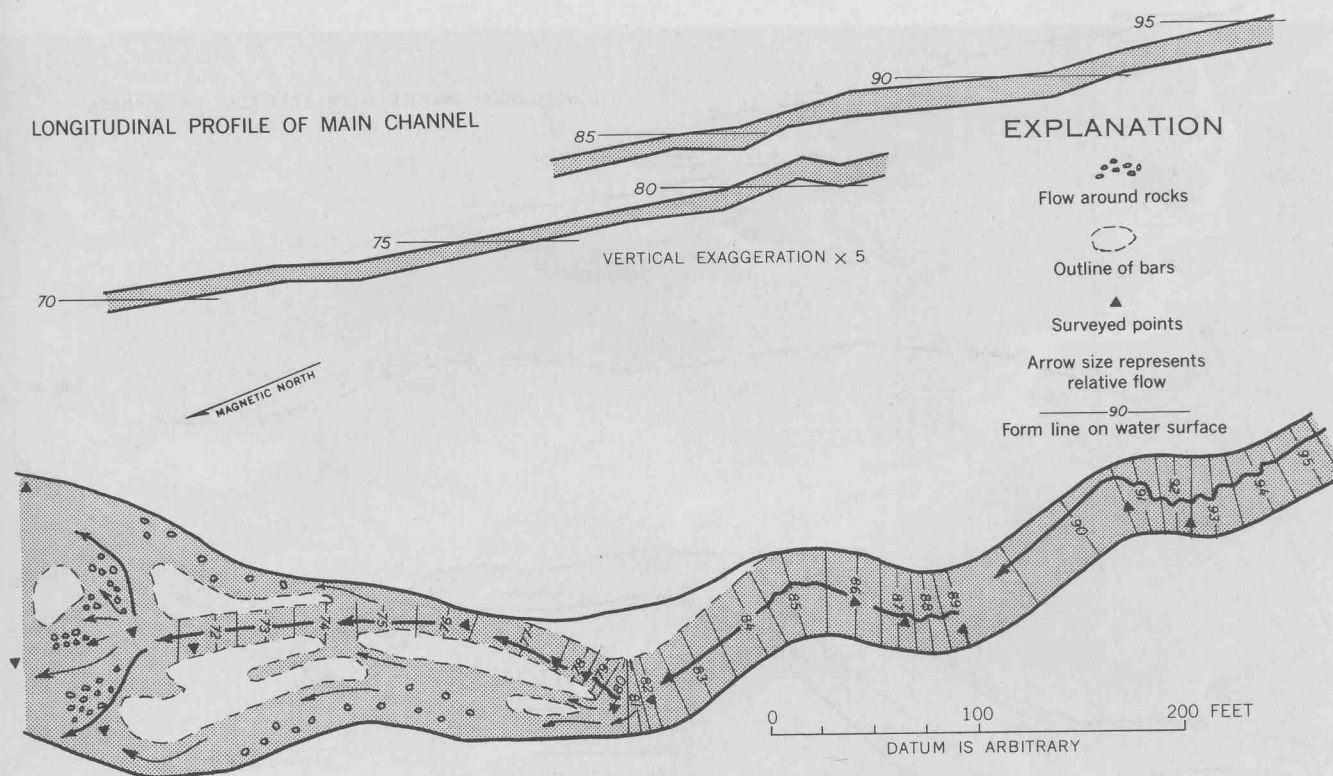 95
90
LONGITUDINAL PROFILE OF MAIN CHANNEL
85
EXPLANATION
80
Flow around rocks
75
VERTICAL EXAGGERATION × 5
Outline of bars
70
Surveyed points
MAGNETIC NORTH
Arrow size represents
relative flow
90
Form line on water surface
95
94
93
92
91
90
89
88
87
86
85
84
83
82
81
80
79
78
77
76
75
74
73
72
0 100 200 FEET
DATUM IS ARBITRARY